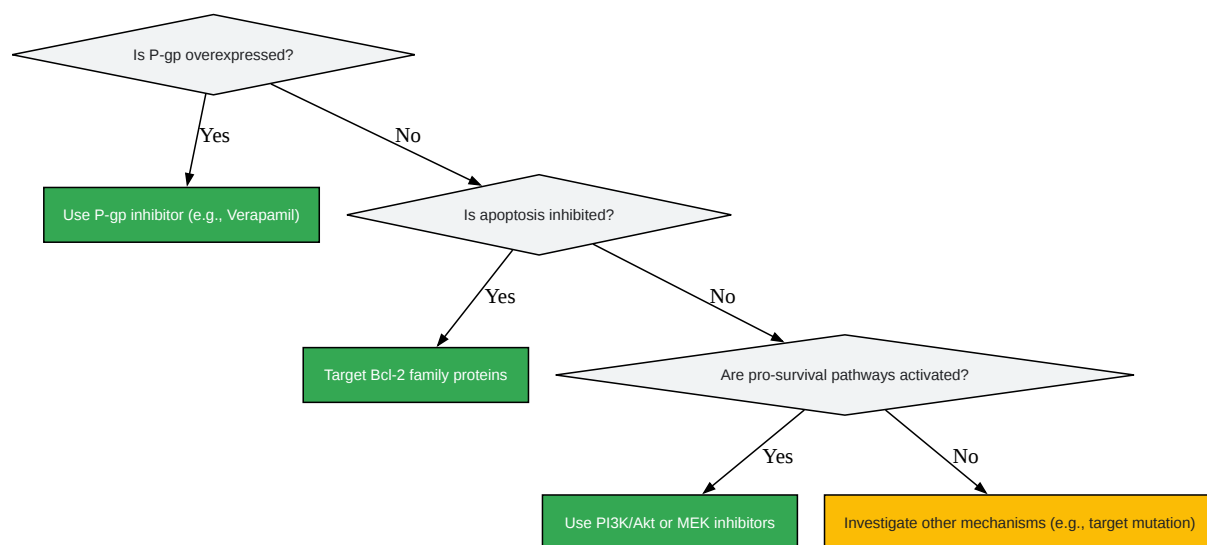 Is P-gp overexpressed?
Yes
No
Use P-gp inhibitor (e.g., Verapamil)
Is apoptosis inhibited?
Yes
No
Target Bcl-2 family proteins
Are pro-survival pathways activated?
Yes
No
Use PI3K/Akt or MEK inhibitors
Investigate other mechanisms (e.g., target mutation)